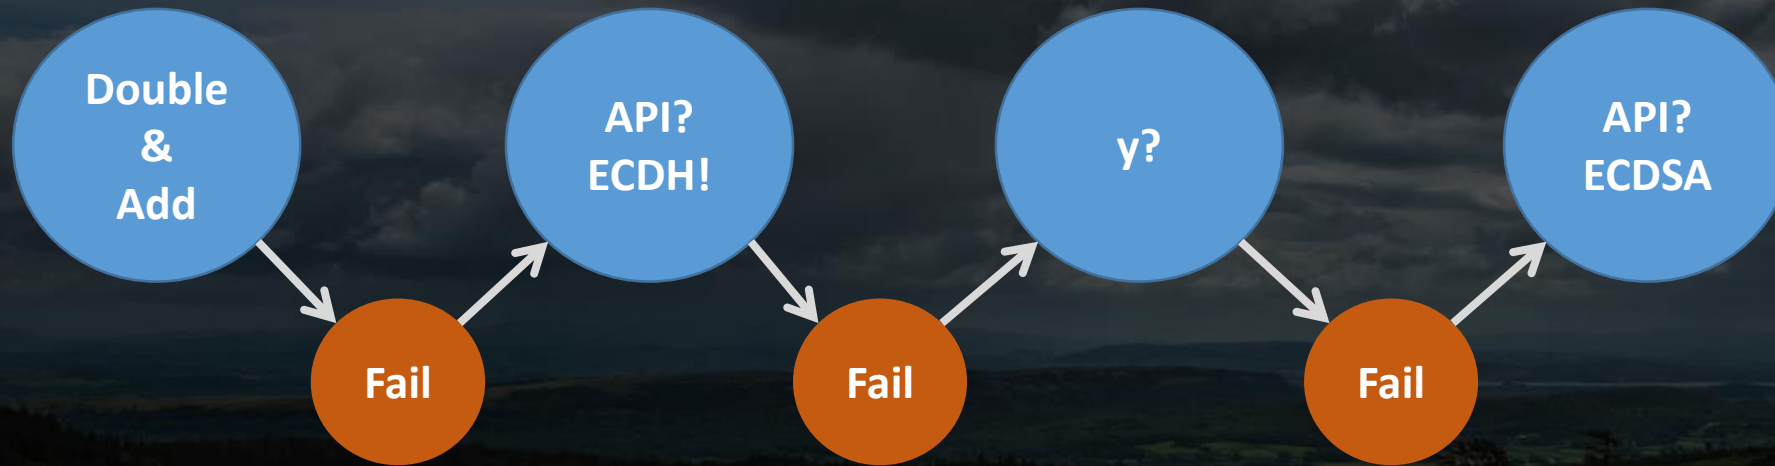 Double
&
Add
Fail
API?
ECDH!
Fail
y?
Fail
API?
ECDSA